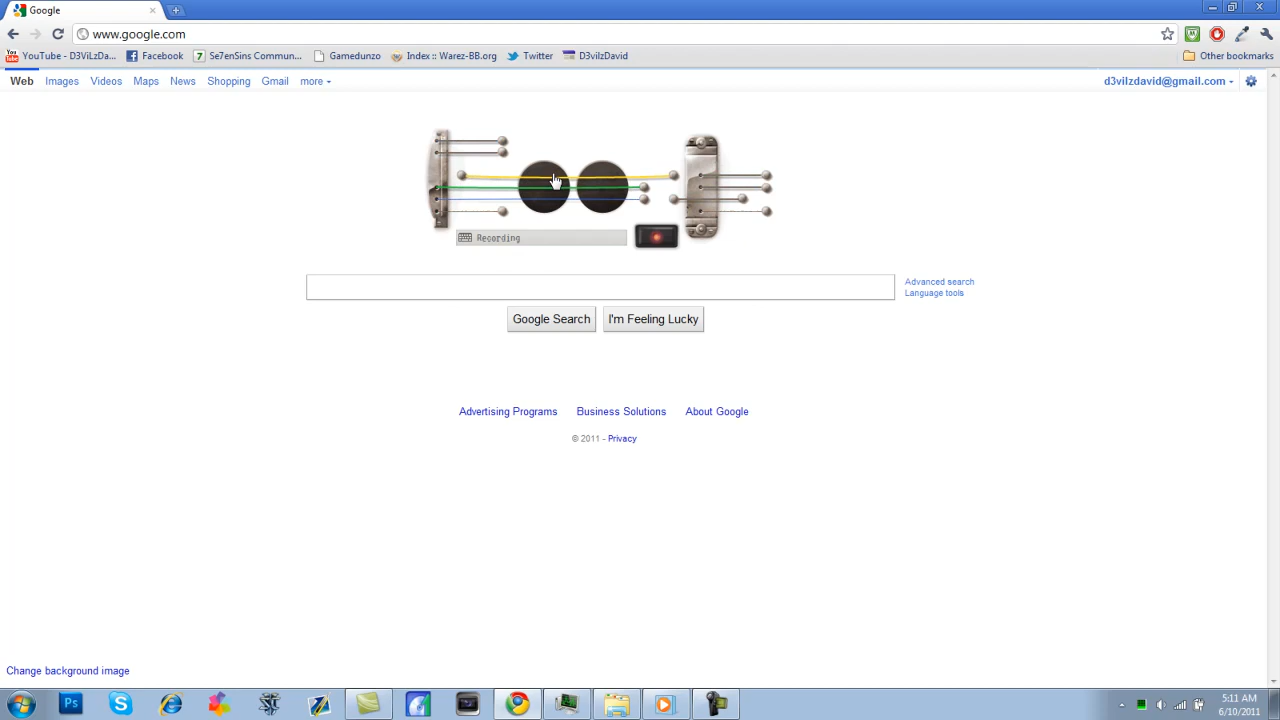 Google
www.google.com
YouTube - D3ViLzDa... Facebook Se7enSins Commun... Gamedunzo Index :: Warez-BB.org Twitter D3vilzDavid Other bookmarks
Web Images Videos Maps News Shopping Gmail more d3vilzdavid@gmail.com
Recording
Advanced search
Language tools
Google Search I'm Feeling Lucky
Advertising Programs Business Solutions About Google
© 2011 - Privacy
Change background image
Ps
5:11 AM
6/10/2011